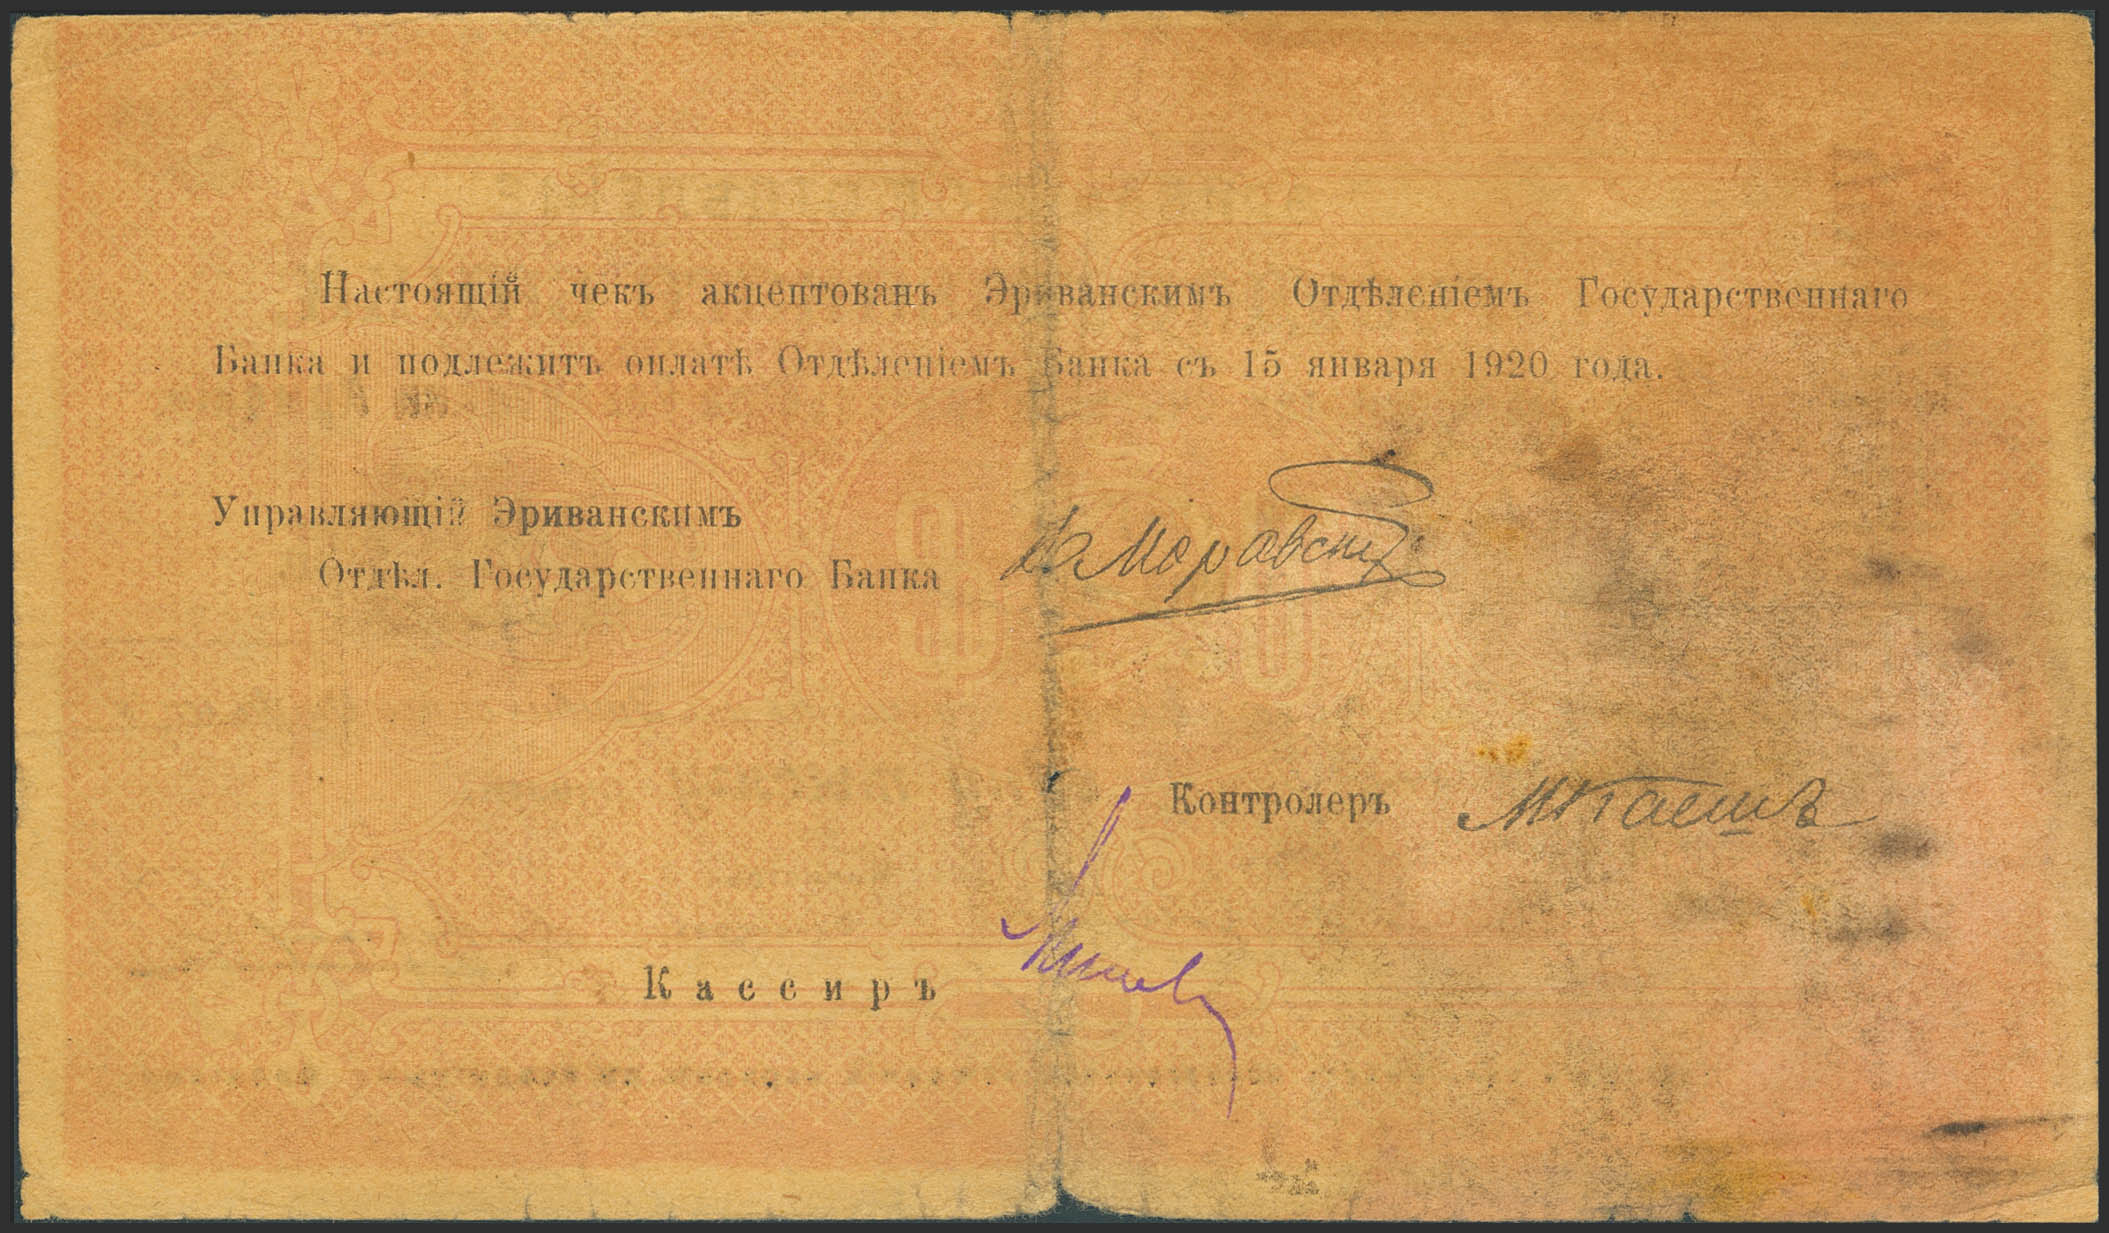 Настоящій чекъ акцептованъ Эриванскимъ Отдѣленіемъ Государственнаго
Банка и подлежитъ оплатѣ Отдѣленіемъ Банка съ 15 января 1920 года.
Управляющій Эриванскимъ
Отдѣл. Государственнаго Банка
Контролеръ
Кассиръ